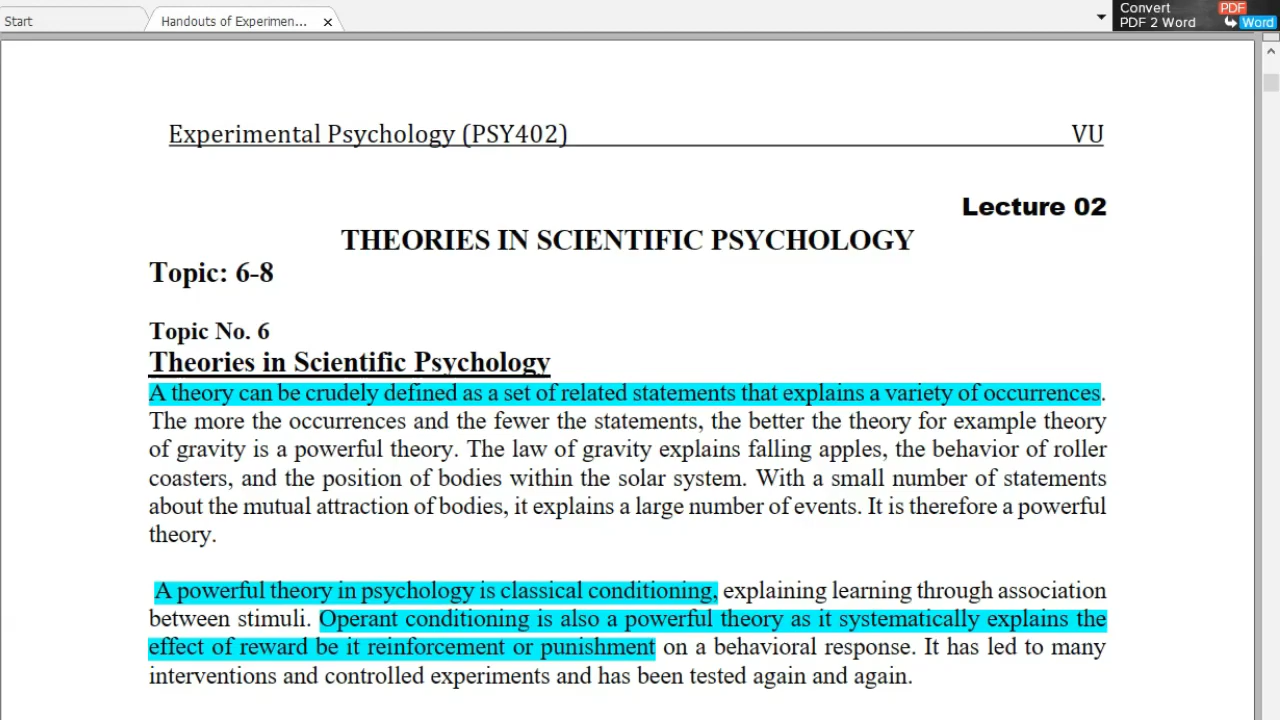 Start
Handouts of Experimen... ×
Convert PDF
PDF 2 Word Word
Experimental Psychology (PSY402) VU
Lecture 02
THEORIES IN SCIENTIFIC PSYCHOLOGY
Topic: 6-8
Topic No. 6
Theories in Scientific Psychology
A theory can be crudely defined as a set of related statements that explains a variety of occurrences.
The more the occurrences and the fewer the statements, the better the theory for example theory
of gravity is a powerful theory. The law of gravity explains falling apples, the behavior of roller
coasters, and the position of bodies within the solar system. With a small number of statements
about the mutual attraction of bodies, it explains a large number of events. It is therefore a powerful
theory.
A powerful theory in psychology is classical conditioning, explaining learning through association
between stimuli. Operant conditioning is also a powerful theory as it systematically explains the
effect of reward be it reinforcement or punishment on a behavioral response. It has led to many
interventions and controlled experiments and has been tested again and again.